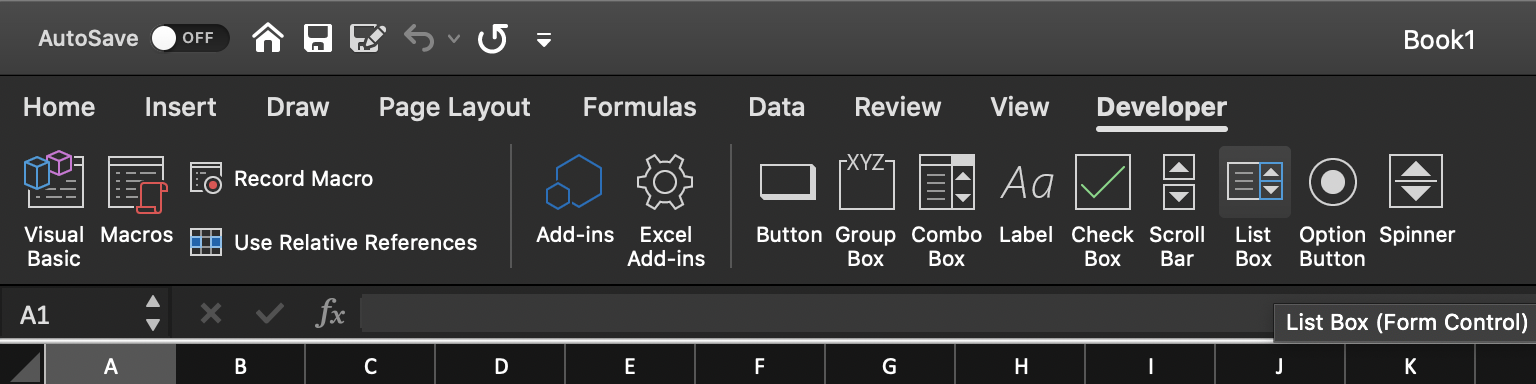 AutoSave OFF Book1
Home Insert Draw Page Layout Formulas Data Review View Developer
XYZ Aa
Record Macro
Visual Macros Add-ins Excel Button Group Combo Label Check Scroll List Option Spinner
Use Relative References
Basic Add-ins Box Box Box Bar Box Button
A1 fx
List Box (Form Control)
A B C D E F G H I J K